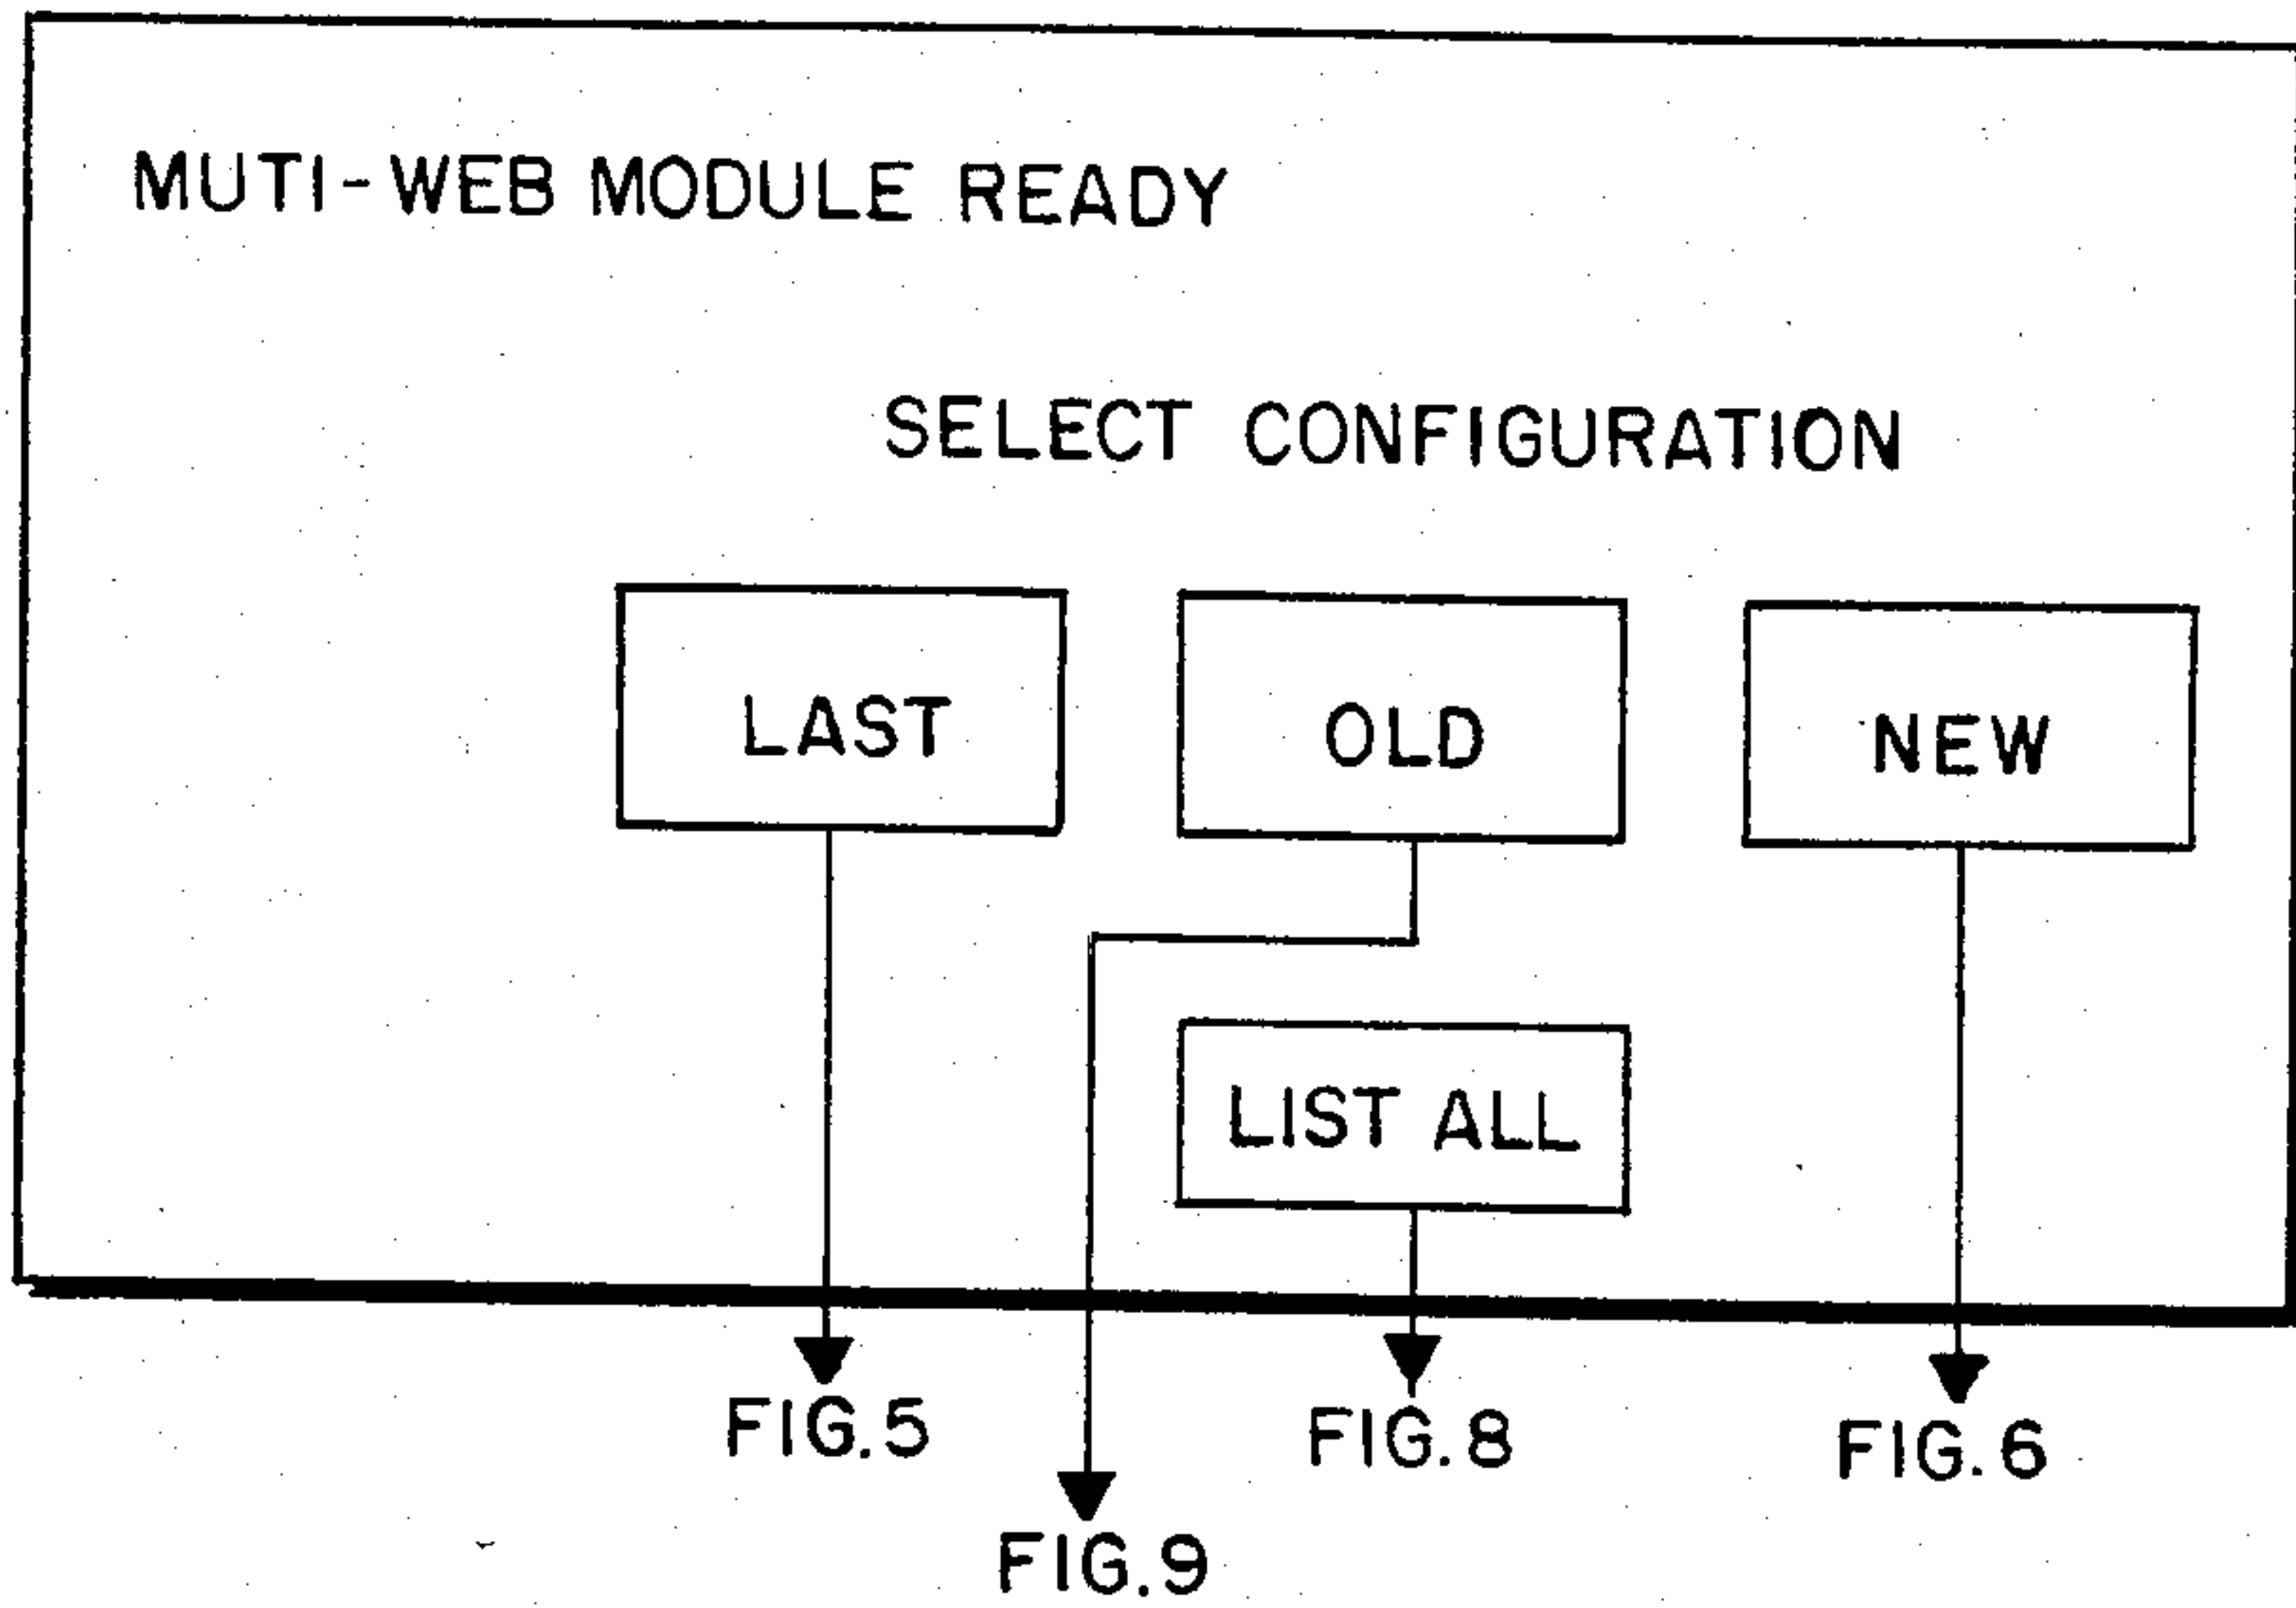 MUTI-WEB MODULE READY
SELECT CONFIGURATION
LAST OLD NEW
LIST ALL
FIG.5 FIG.8 FIG.6
FIG.9